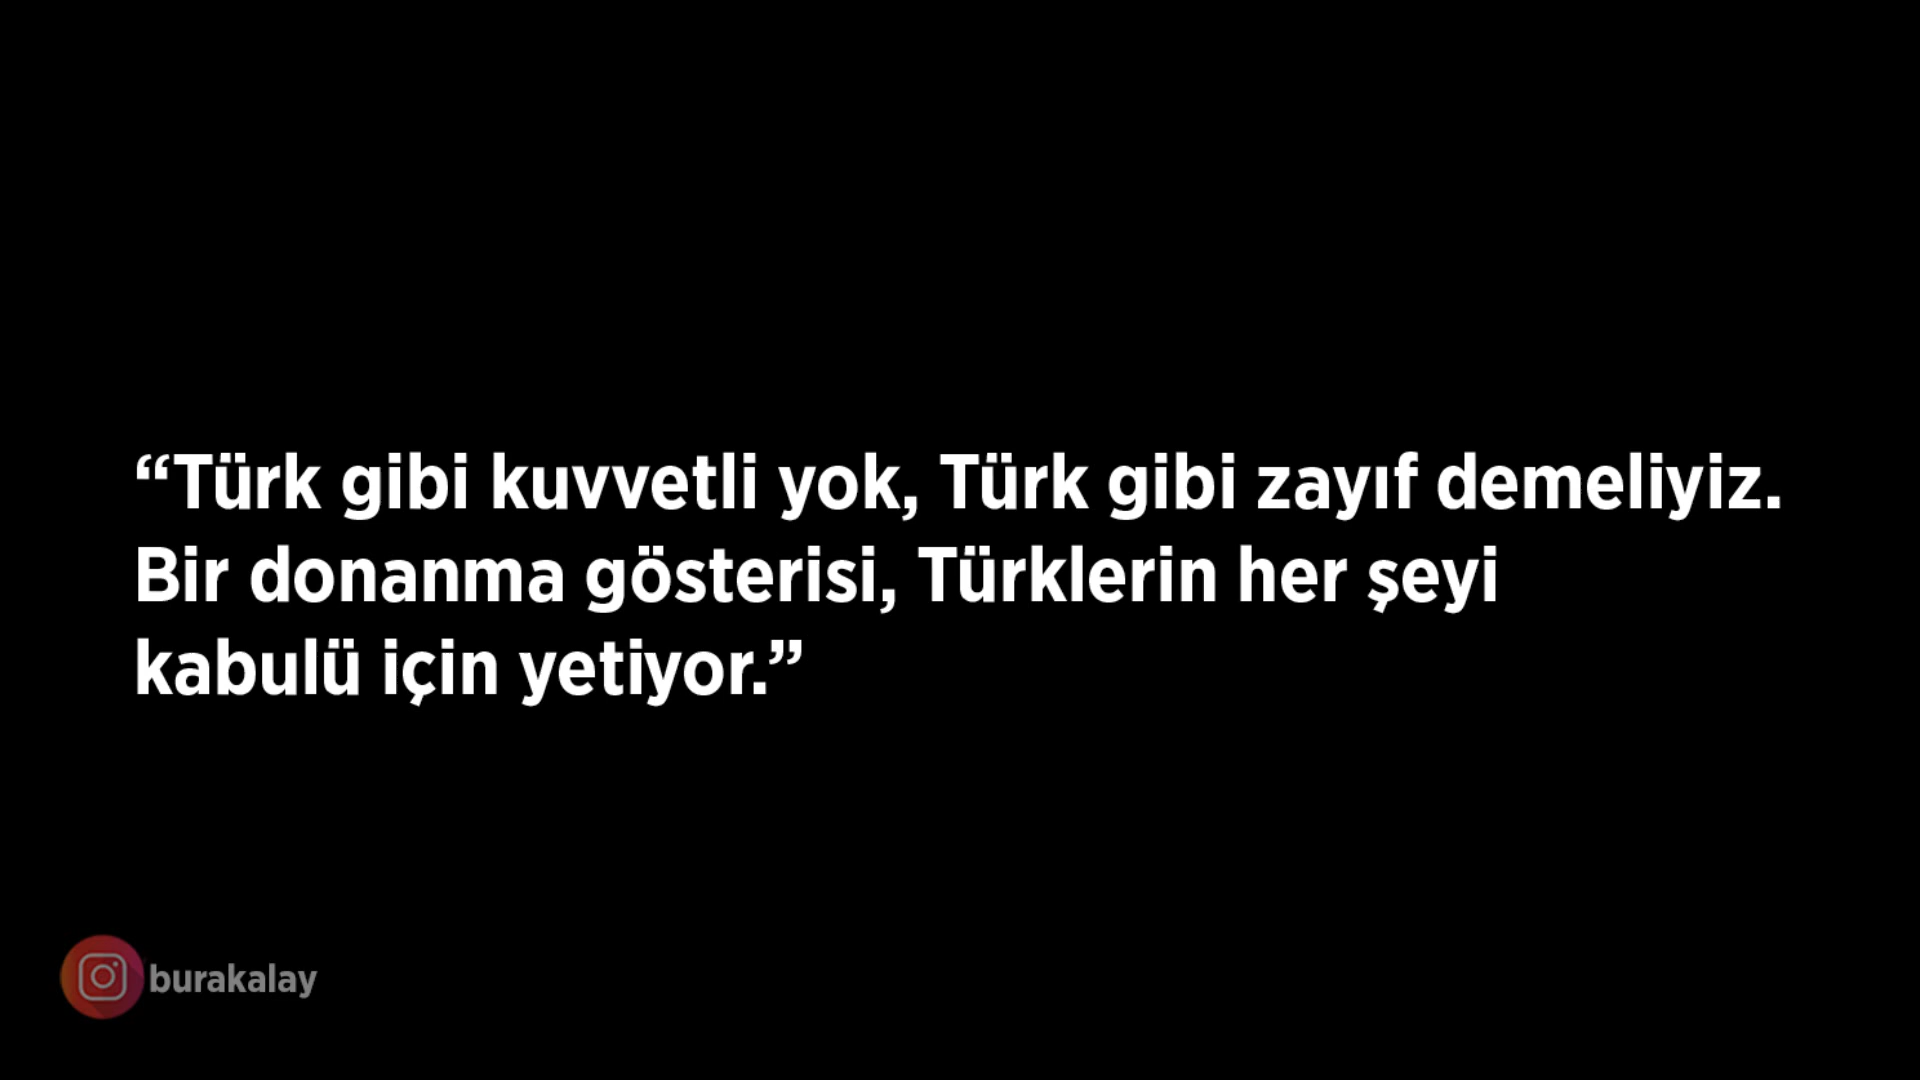 “Türk gibi kuvvetli yok, Türk gibi zayıf demeliyiz.
Bir donanma gösterisi, Türklerin her şeyi
kabulü için yetiyor.”
burakalay